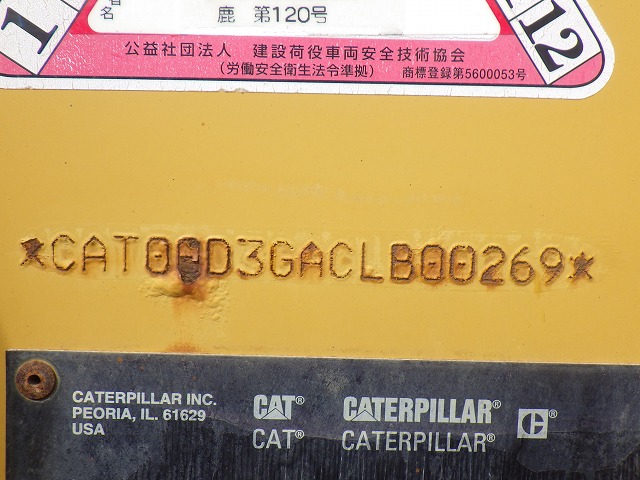 名
鹿 第120号
1
12
公益社団法人 建設荷役車両安全技術協会
(労働安全衛生法令準拠) 商標登録第5600053号
*CAT00D3GACLB00269*
CATERPILLAR INC.
PEORIA, IL. 61629
USA
CAT® CATERPILLAR® C®
CAT® CATERPILLAR®